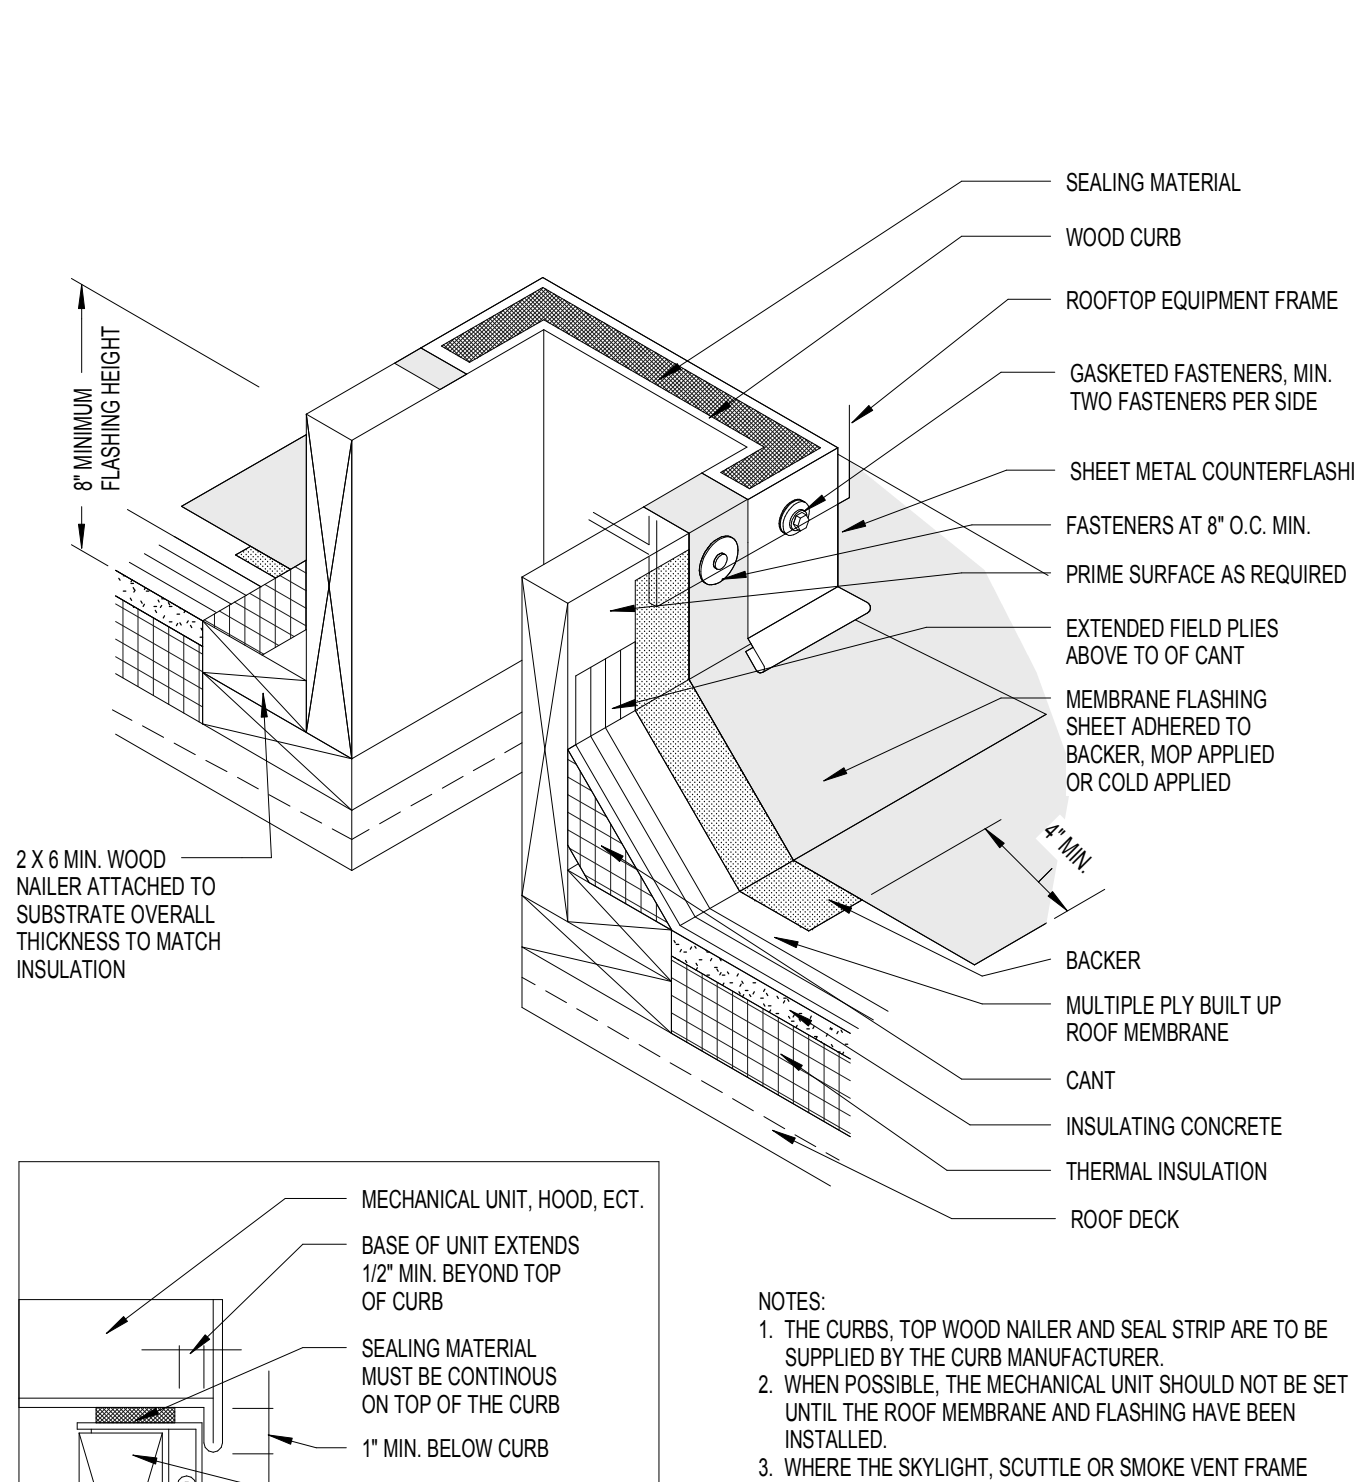 SEALING MATERIAL
WOOD CURB
ROOFTOP EQUIPMENT FRAME
GASKETED FASTENERS, MIN.
TWO FASTENERS PER SIDE
SHEET METAL COUNTERFLASHI
FASTENERS AT 8" O.C. MIN.
PRIME SURFACE AS REQUIRED
EXTENDED FIELD PLIES
ABOVE TO OF CANT
MEMBRANE FLASHING
SHEET ADHERED TO
BACKER, MOP APPLIED
OR COLD APPLIED
4" MIN.
BACKER
MULTIPLE PLY BUILT UP
ROOF MEMBRANE
CANT
INSULATING CONCRETE
THERMAL INSULATION
ROOF DECK
8" MINIMUM
FLASHING HEIGHT
2 X 6 MIN. WOOD
NAILER ATTACHED TO
SUBSTRATE OVERALL
THICKNESS TO MATCH
INSULATION
MECHANICAL UNIT, HOOD, ECT.
BASE OF UNIT EXTENDS
1/2" MIN. BEYOND TOP
OF CURB
SEALING MATERIAL
MUST BE CONTINOUS
ON TOP OF THE CURB
1" MIN. BELOW CURB
NOTES:
1. THE CURBS, TOP WOOD NAILER AND SEAL STRIP ARE TO BE
SUPPLIED BY THE CURB MANUFACTURER.
2. WHEN POSSIBLE, THE MECHANICAL UNIT SHOULD NOT BE SET
UNTIL THE ROOF MEMBRANE AND FLASHING HAVE BEEN
INSTALLED.
3. WHERE THE SKYLIGHT, SCUTTLE OR SMOKE VENT FRAME